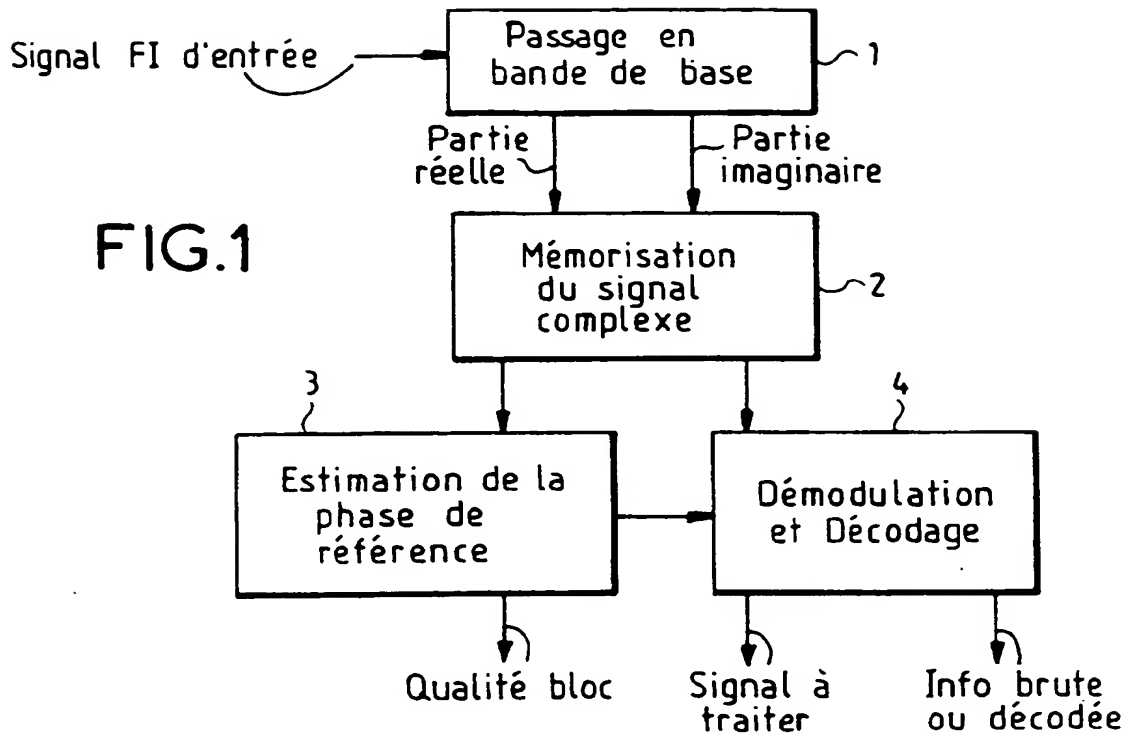 Signal FI d'entrée
Passage en
bande de base
1
Partie
réelle
Partie
imaginaire
FIG.1
Mémorisation
du signal
complexe
2
3
4
Estimation de la
phase de
référence
Démodulation
et Décodage
Qualité bloc
Signal à
traiter
Info brute
ou décodée